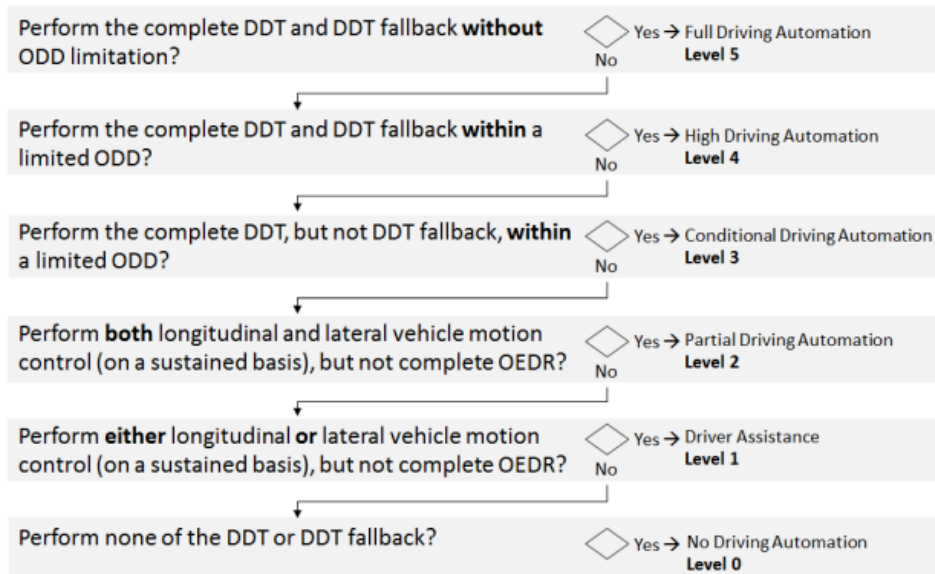 Perform the complete DDT and DDT fallback without
ODD limitation?
Yes → Full Driving Automation
Level 5
No
Perform the complete DDT and DDT fallback within a
limited ODD?
Yes → High Driving Automation
Level 4
No
Perform the complete DDT, but not DDT fallback, within
a limited ODD?
Yes → Conditional Driving Automation
Level 3
No
Perform both longitudinal and lateral vehicle motion
control (on a sustained basis), but not complete OEDR?
Yes → Partial Driving Automation
Level 2
No
Perform either longitudinal or lateral vehicle motion
control (on a sustained basis), but not complete OEDR?
Yes → Driver Assistance
Level 1
No
Perform none of the DDT or DDT fallback?
Yes → No Driving Automation
Level 0